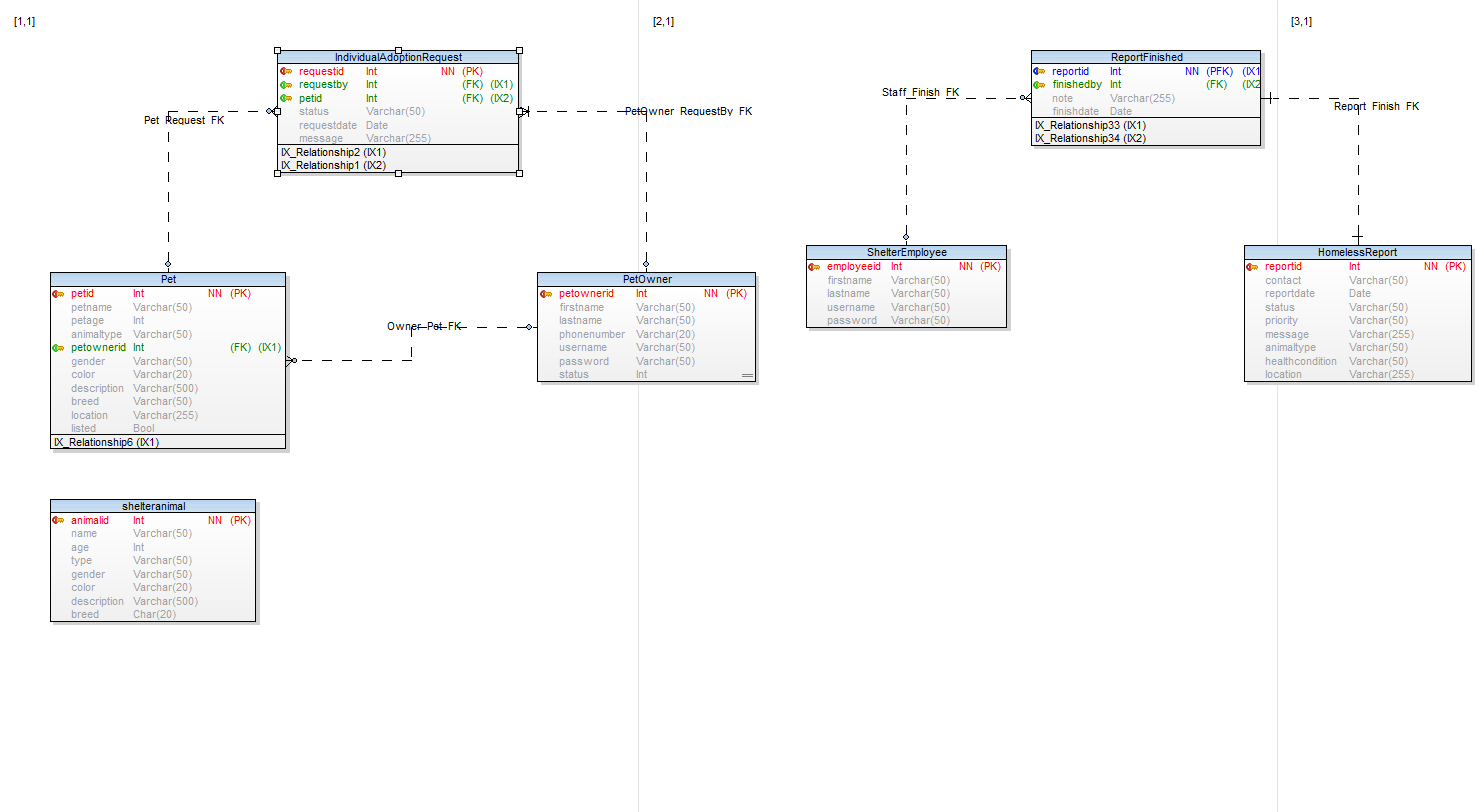 [1,1]
[2,1]
[3,1]
IndividualAdoptionRequest
requestid Int NN (PK)
requestby Int (FK) (IX1)
petid Int (FK) (IX2)
status Varchar(50)
requestdate Date
message Varchar(255)
IX_Relationship2 (IX1)
IX_Relationship1 (IX2)
Pet_Request_FK
PetOwner_RequestBy_FK
Pet
petid Int NN (PK)
petname Varchar(50)
petage Int
animaltype Varchar(50)
petownerid Int (FK) (IX1)
gender Varchar(50)
color Varchar(20)
description Varchar(500)
breed Varchar(50)
location Varchar(255)
listed Bool
IX_Relationship6 (IX1)
Owner_Pet_FK
PetOwner
petownerid Int NN (PK)
firstname Varchar(50)
lastname Varchar(50)
phonenumber Varchar(20)
username Varchar(50)
password Varchar(50)
status Int
shelteranimal
animalid Int NN (PK)
name Varchar(50)
age Int
type Varchar(50)
gender Varchar(50)
color Varchar(20)
description Varchar(500)
breed Char(20)
ReportFinished
reportid Int NN (PFK) (IX1
finishedby Int (FK) (IX2
note Varchar(255)
finishdate Date
IX_Relationship33 (IX1)
IX_Relationship34 (IX2)
Staff_Finish_FK
Report_Finish_FK
ShelterEmployee
employeeid Int NN (PK)
firstname Varchar(50)
lastname Varchar(50)
username Varchar(50)
password Varchar(50)
HomelessReport
reportid Int NN (PK)
contact Varchar(50)
reportdate Date
status Varchar(50)
priority Varchar(50)
message Varchar(255)
animaltype Varchar(50)
healthcondition Varchar(50)
location Varchar(255)